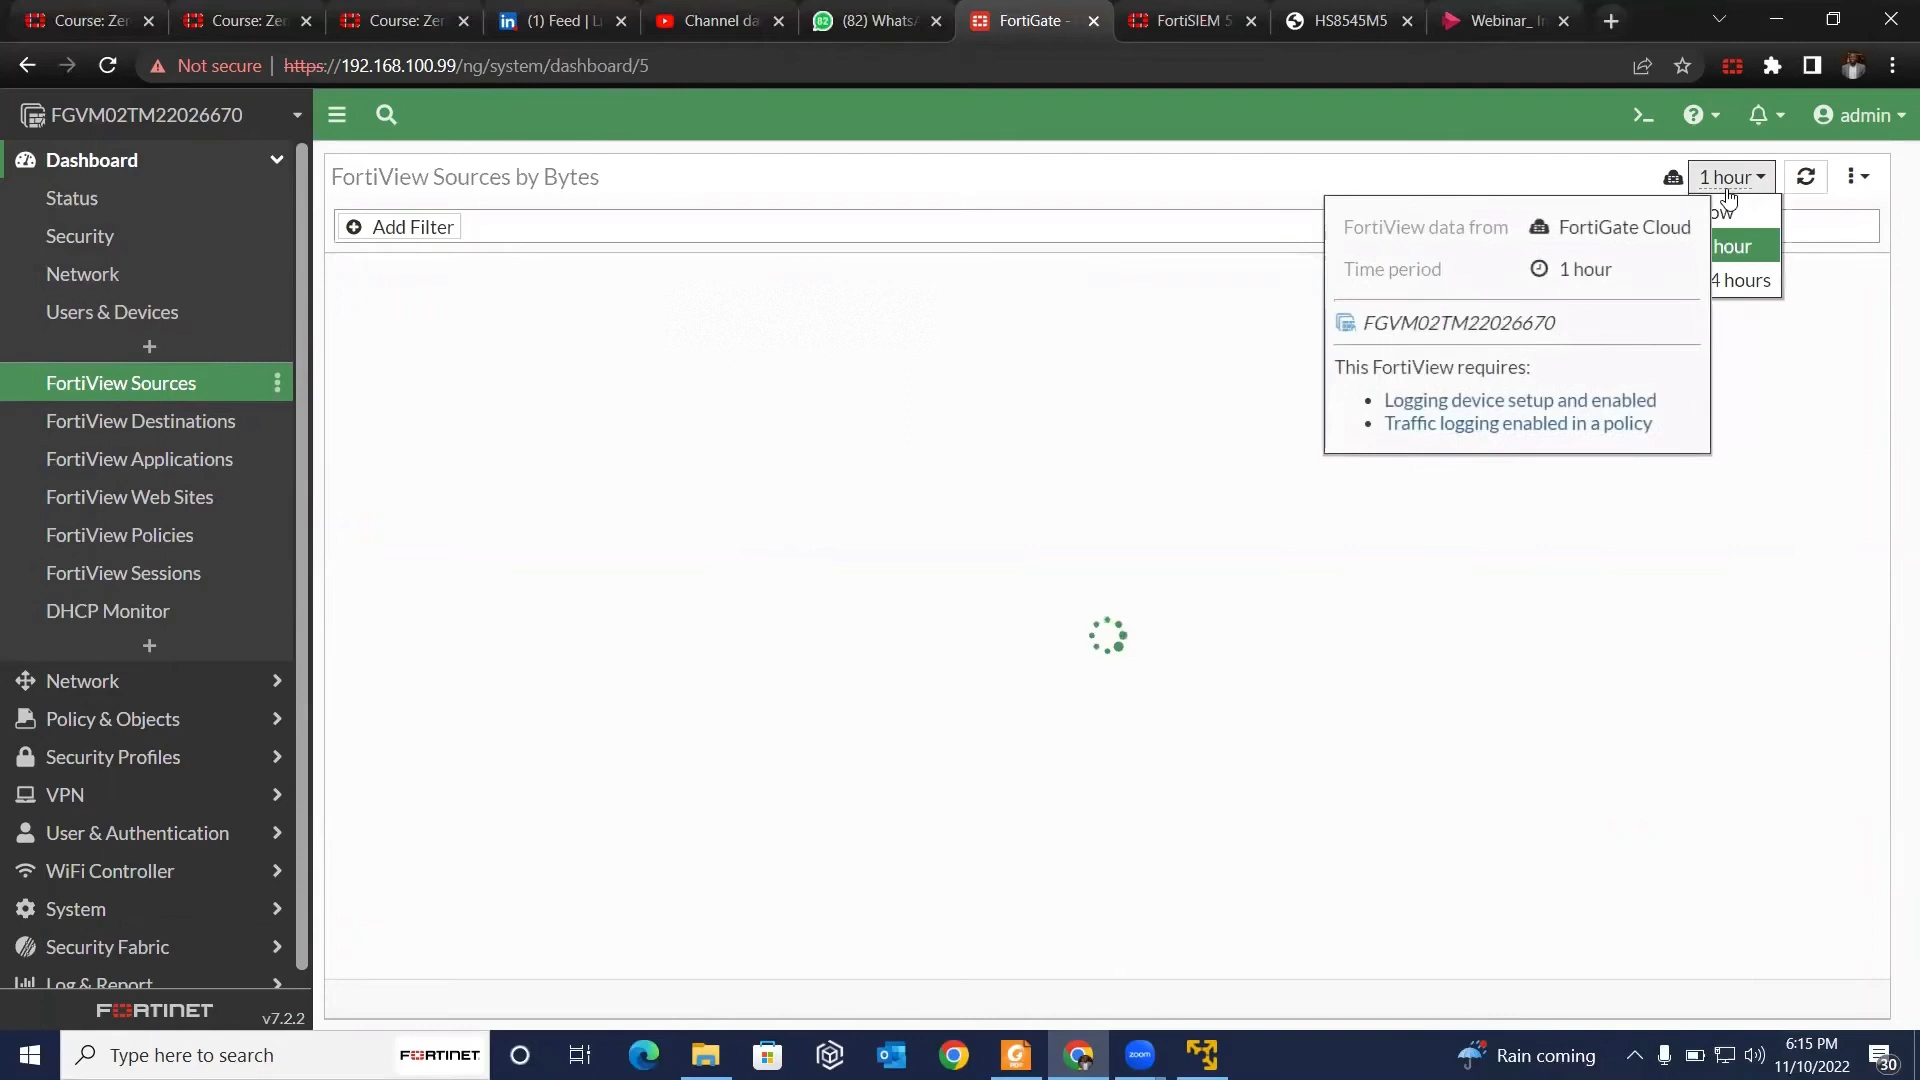 Course: Zer
Course: Zer
Course: Zer
(1) Feed | L
Channel da
(82) Whats
FortiGate -
FortiSIEM 5
HS8545M5
Webinar_ I
Not secure
https://192.168.100.99/ng/system/dashboard/5
FGVM02TM22026670
admin
Dashboard
Status
Security
Network
Users & Devices
FortiView Sources
FortiView Destinations
FortiView Applications
FortiView Web Sites
FortiView Policies
FortiView Sessions
DHCP Monitor
Network
Policy & Objects
Security Profiles
VPN
User & Authentication
WiFi Controller
System
Security Fabric
Log & Report
FORTINET
v7.2.2
FortiView Sources by Bytes
1 hour
Add Filter
ow
hour
4 hours
FortiView data from FortiGate Cloud
Time period 1 hour
FGVM02TM22026670
This FortiView requires:
Logging device setup and enabled
Traffic logging enabled in a policy
Type here to search
FORTINET
zoom
Rain coming
6:15 PM
11/10/2022
30